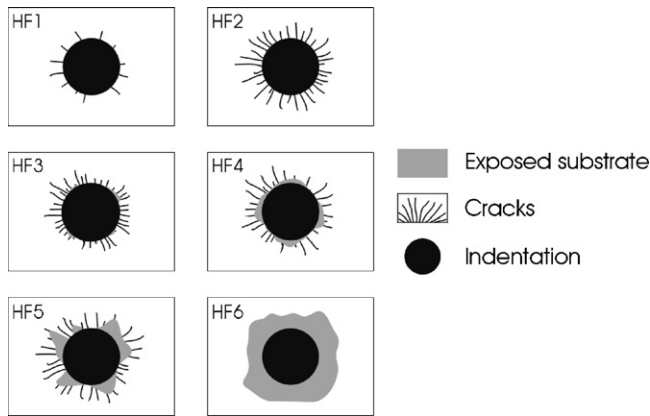 HF1
HF2
HF3
HF4
HF5
HF6
Exposed substrate
Cracks
Indentation